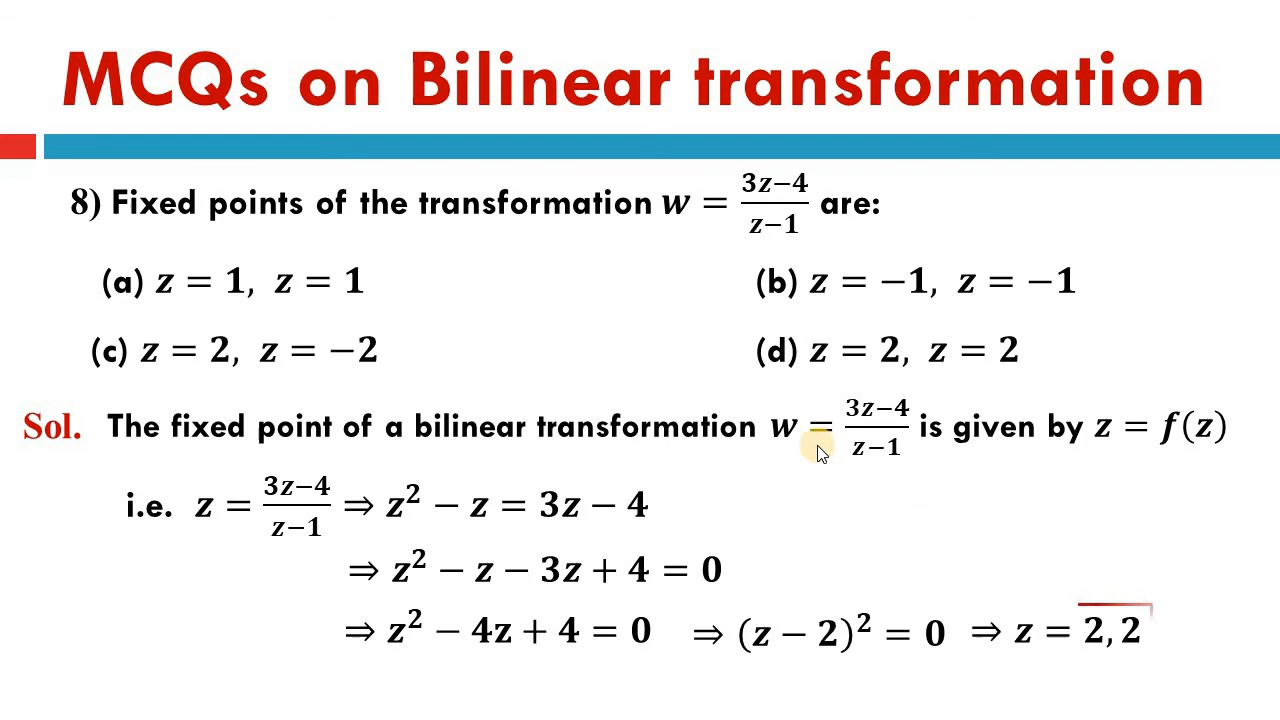 MCQs on Bilinear transformation
8) Fixed points of the transformation w = (3z−4)/(z−1) are:
(a) z = 1, z = 1 (b) z = −1, z = −1
(c) z = 2, z = −2 (d) z = 2, z = 2
Sol. The fixed point of a bilinear transformation w = (3z−4)/(z−1) is given by z = f(z)
i.e. z = (3z−4)/(z−1) ⇒ z² − z = 3z − 4
⇒ z² − z − 3z + 4 = 0
⇒ z² − 4z + 4 = 0 ⇒ (z − 2)² = 0 ⇒ z = 2, 2